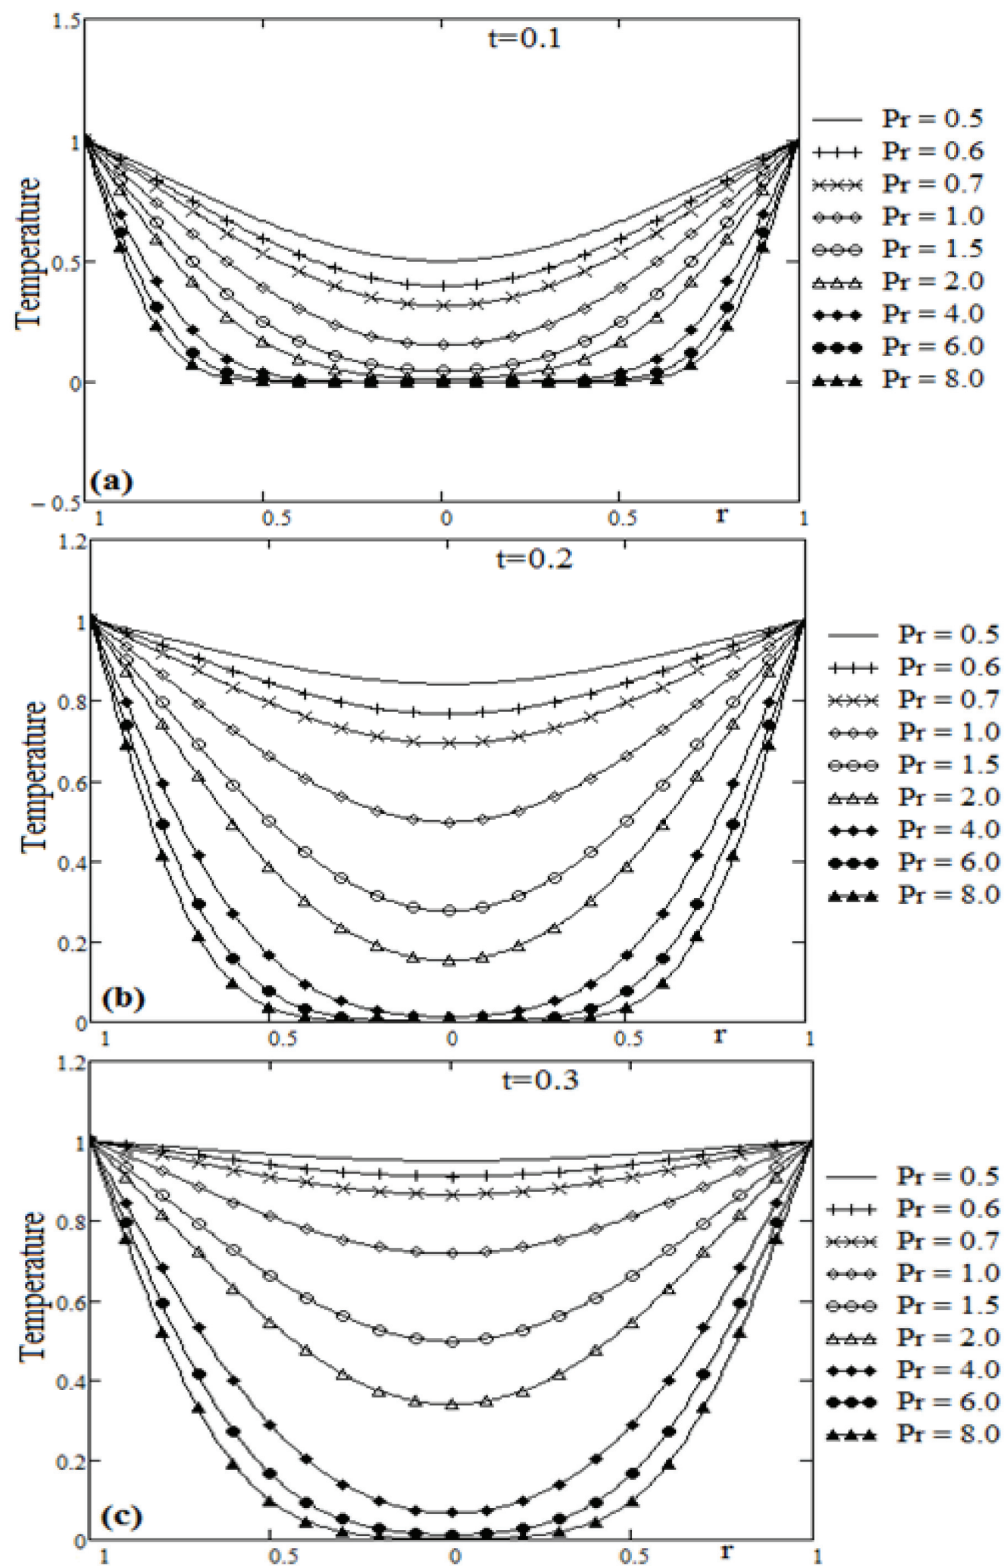 t=0.1
1.5
1
0.5
0
– 0.5
Temperature
(a)
1 0.5 0 0.5 r 1
Pr = 0.5
Pr = 0.6
Pr = 0.7
Pr = 1.0
Pr = 1.5
Pr = 2.0
Pr = 4.0
Pr = 6.0
Pr = 8.0
t=0.2
1.2
1
0.8
0.6
0.4
0.2
0
Temperature
(b)
1 0.5 0 0.5 r 1
Pr = 0.5
Pr = 0.6
Pr = 0.7
Pr = 1.0
Pr = 1.5
Pr = 2.0
Pr = 4.0
Pr = 6.0
Pr = 8.0
t=0.3
1.2
1
0.8
0.6
0.4
0.2
0
Temperature
(c)
1 0.5 0 0.5 r 1
Pr = 0.5
Pr = 0.6
Pr = 0.7
Pr = 1.0
Pr = 1.5
Pr = 2.0
Pr = 4.0
Pr = 6.0
Pr = 8.0